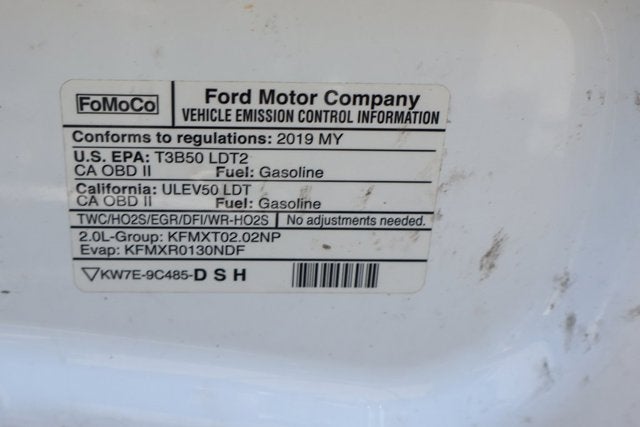 FoMoCo
Ford Motor Company
VEHICLE EMISSION CONTROL INFORMATION
Conforms to regulations: 2019 MY
U.S. EPA: T3B50 LDT2
CA OBD II Fuel: Gasoline
California: ULEV50 LDT
CA OBD II Fuel: Gasoline
TWC/HO2S/EGR/DFI/WR-HO2S No adjustments needed.
2.0L-Group: KFMXT02.02NP
Evap: KFMXR0130NDF
KW7E-9C485-D S H